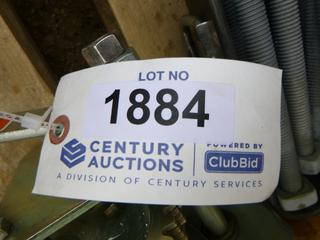 LOT NO
1884
CENTURY
AUCTIONS
POWERED BY
ClubBid
A DIVISION OF CENTURY SERVICES